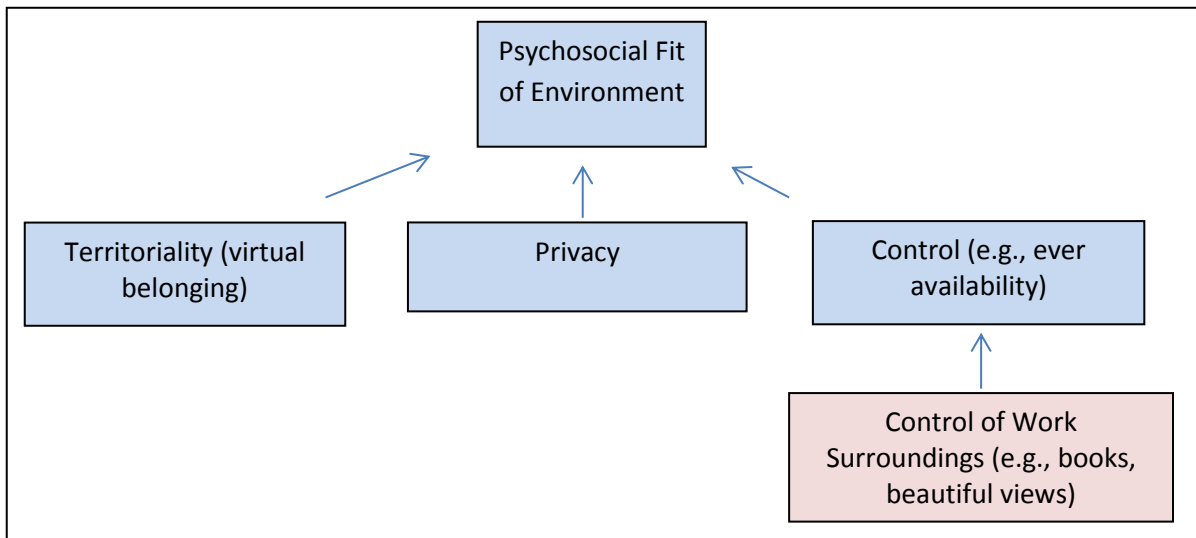 Psychosocial Fit
of Environment
Territoriality (virtual
belonging)
Privacy
Control (e.g., ever
availability)
Control of Work
Surroundings (e.g., books,
beautiful views)